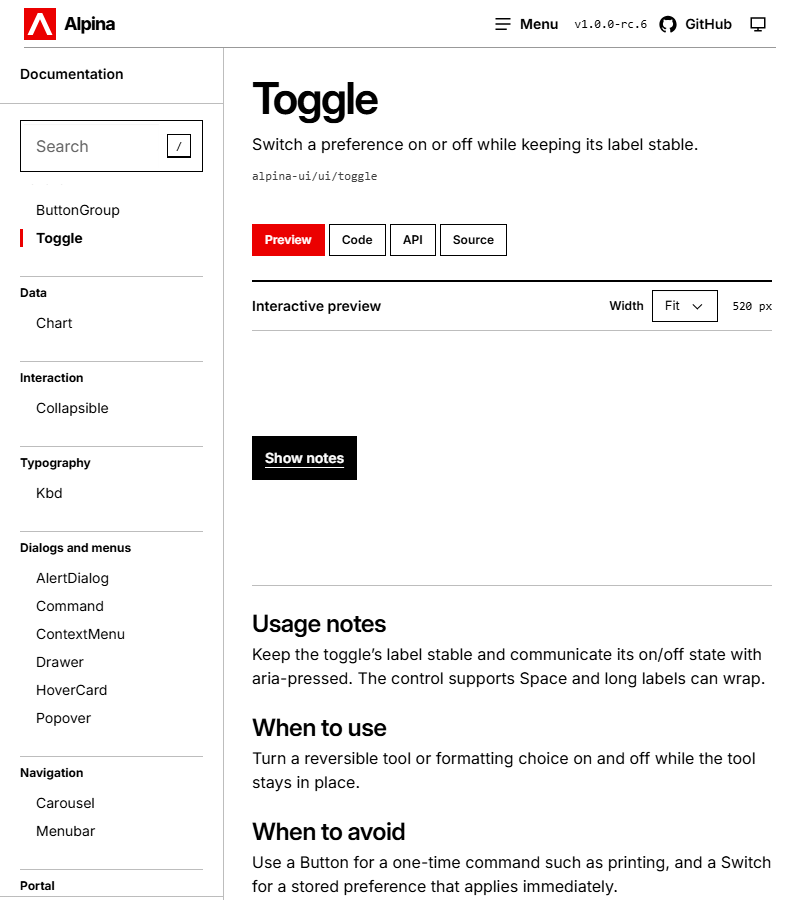 Alpina
Menu
v1.0.0-rc.6
GitHub
Documentation
Search
/
ButtonGroup
Toggle
Data
Chart
Interaction
Collapsible
Typography
Kbd
Dialogs and menus
AlertDialog
Command
ContextMenu
Drawer
HoverCard
Popover
Navigation
Carousel
Menubar
Portal
Toggle
Switch a preference on or off while keeping its label stable.
alpina-ui/ui/toggle
Preview
Code
API
Source
Interactive preview
Width
Fit
520 px
Show notes
Usage notes
Keep the toggle’s label stable and communicate its on/off state with
aria-pressed. The control supports Space and long labels can wrap.
When to use
Turn a reversible tool or formatting choice on and off while the tool
stays in place.
When to avoid
Use a Button for a one-time command such as printing, and a Switch
for a stored preference that applies immediately.